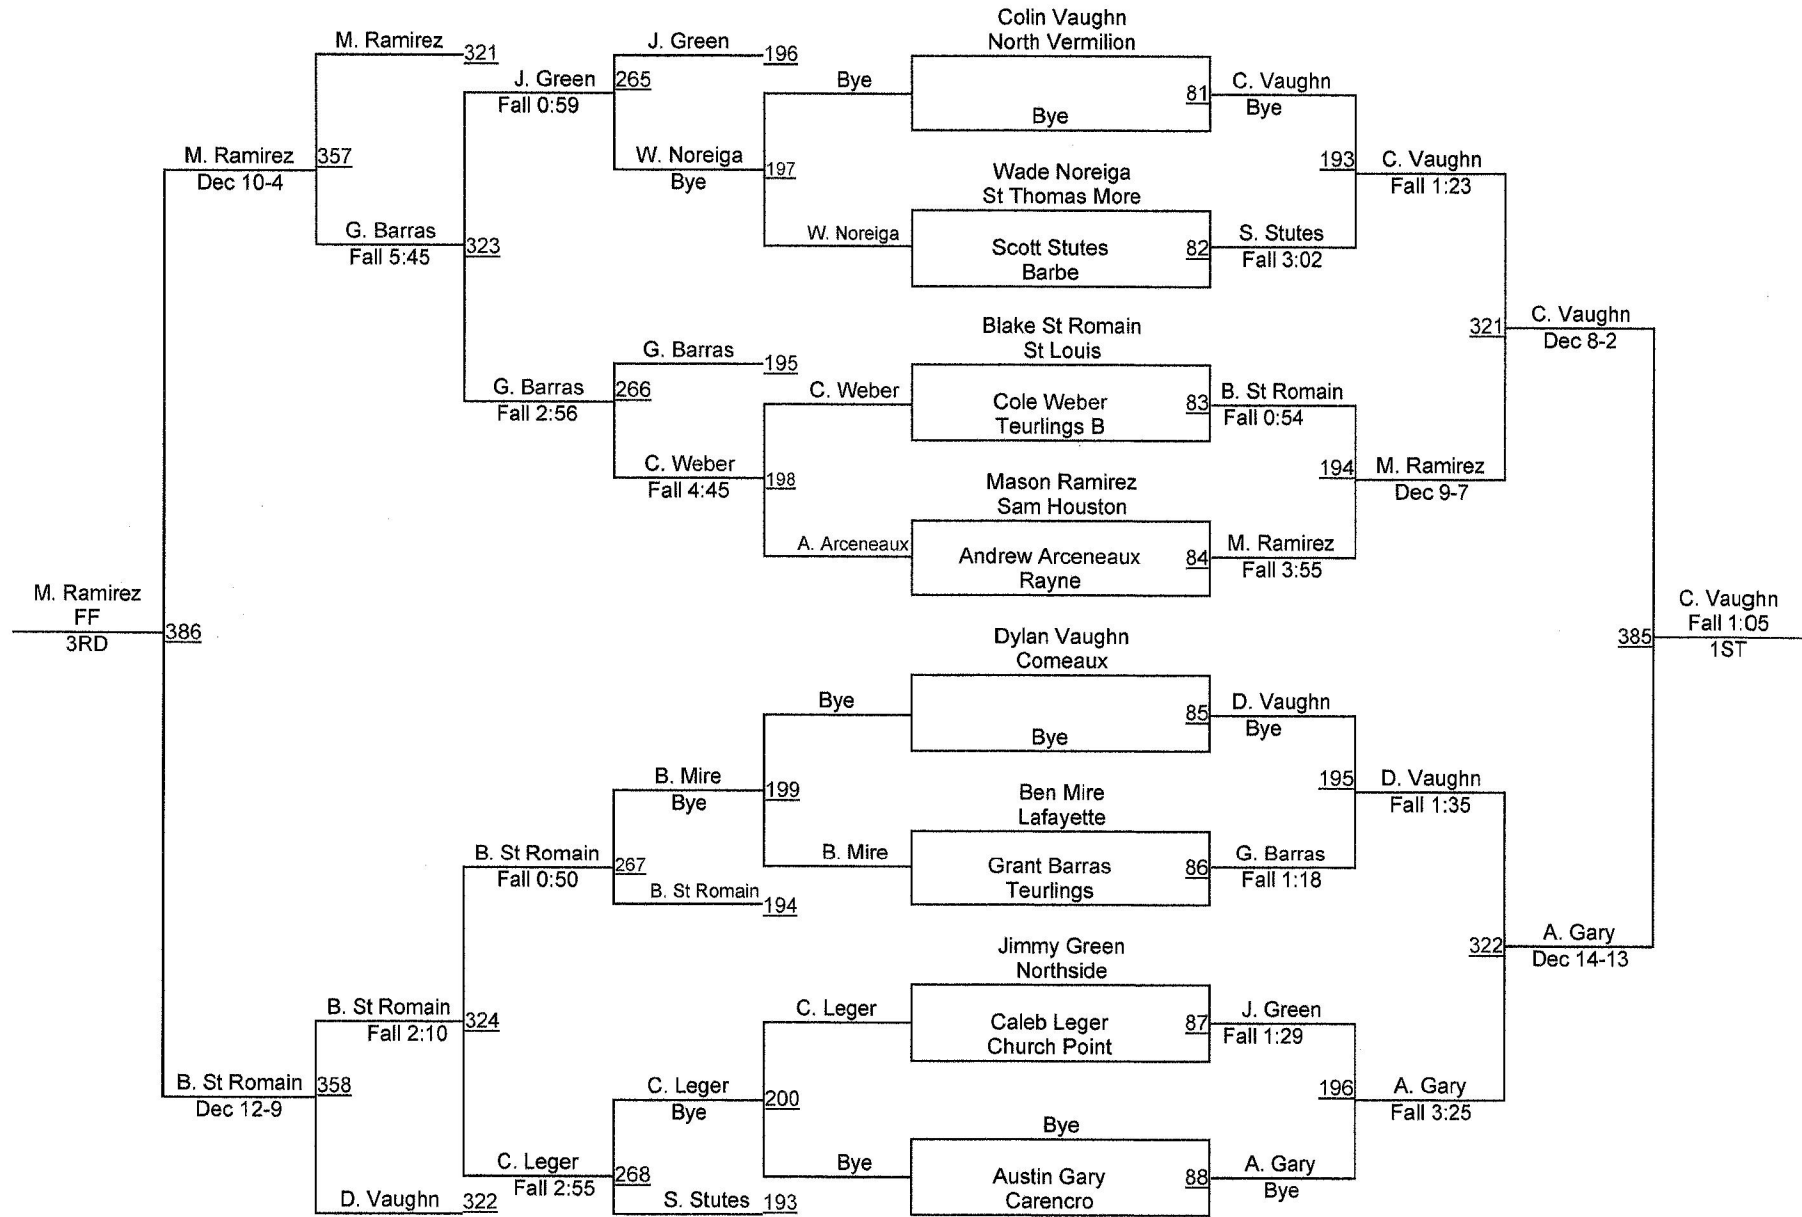 Colin Vaughn
North Vermilion
M. Ramirez
321
J. Green
196
J. Green
265
Fall 0:59
Bye
81
C. Vaughn
Bye
Bye
M. Ramirez
357
Dec 10-4
W. Noreiga
197
Bye
Wade Noreiga
St Thomas More
193
C. Vaughn
Fall 1:23
G. Barras
323
Fall 5:45
W. Noreiga
Scott Stutes
Barbe
82
S. Stutes
Fall 3:02
Blake St Romain
St Louis
321
C. Vaughn
Dec 8-2
G. Barras
195
G. Barras
266
Fall 2:56
C. Weber
Cole Weber
Teurlings B
83
B. St Romain
Fall 0:54
C. Weber
198
Fall 4:45
Mason Ramirez
Sam Houston
194
M. Ramirez
Dec 9-7
A. Arceneaux
Andrew Arceneaux
Rayne
84
M. Ramirez
Fall 3:55
M. Ramirez
FF
386
3RD
C. Vaughn
Fall 1:05
385
1ST
Dylan Vaughn
Comeaux
Bye
85
D. Vaughn
Bye
Bye
B. Mire
199
Bye
Ben Mire
Lafayette
195
D. Vaughn
Fall 1:35
B. St Romain
267
Fall 0:50
B. Mire
Grant Barras
Teurlings
86
G. Barras
Fall 1:18
B. St Romain
194
Jimmy Green
Northside
322
A. Gary
Dec 14-13
B. St Romain
324
Fall 2:10
C. Leger
Caleb Leger
Church Point
87
J. Green
Fall 1:29
B. St Romain
358
Dec 12-9
C. Leger
200
Bye
196
A. Gary
Fall 3:25
Bye
C. Leger
268
Fall 2:55
Bye
Austin Gary
Carencro
88
A. Gary
Bye
D. Vaughn
322
S. Stutes
193